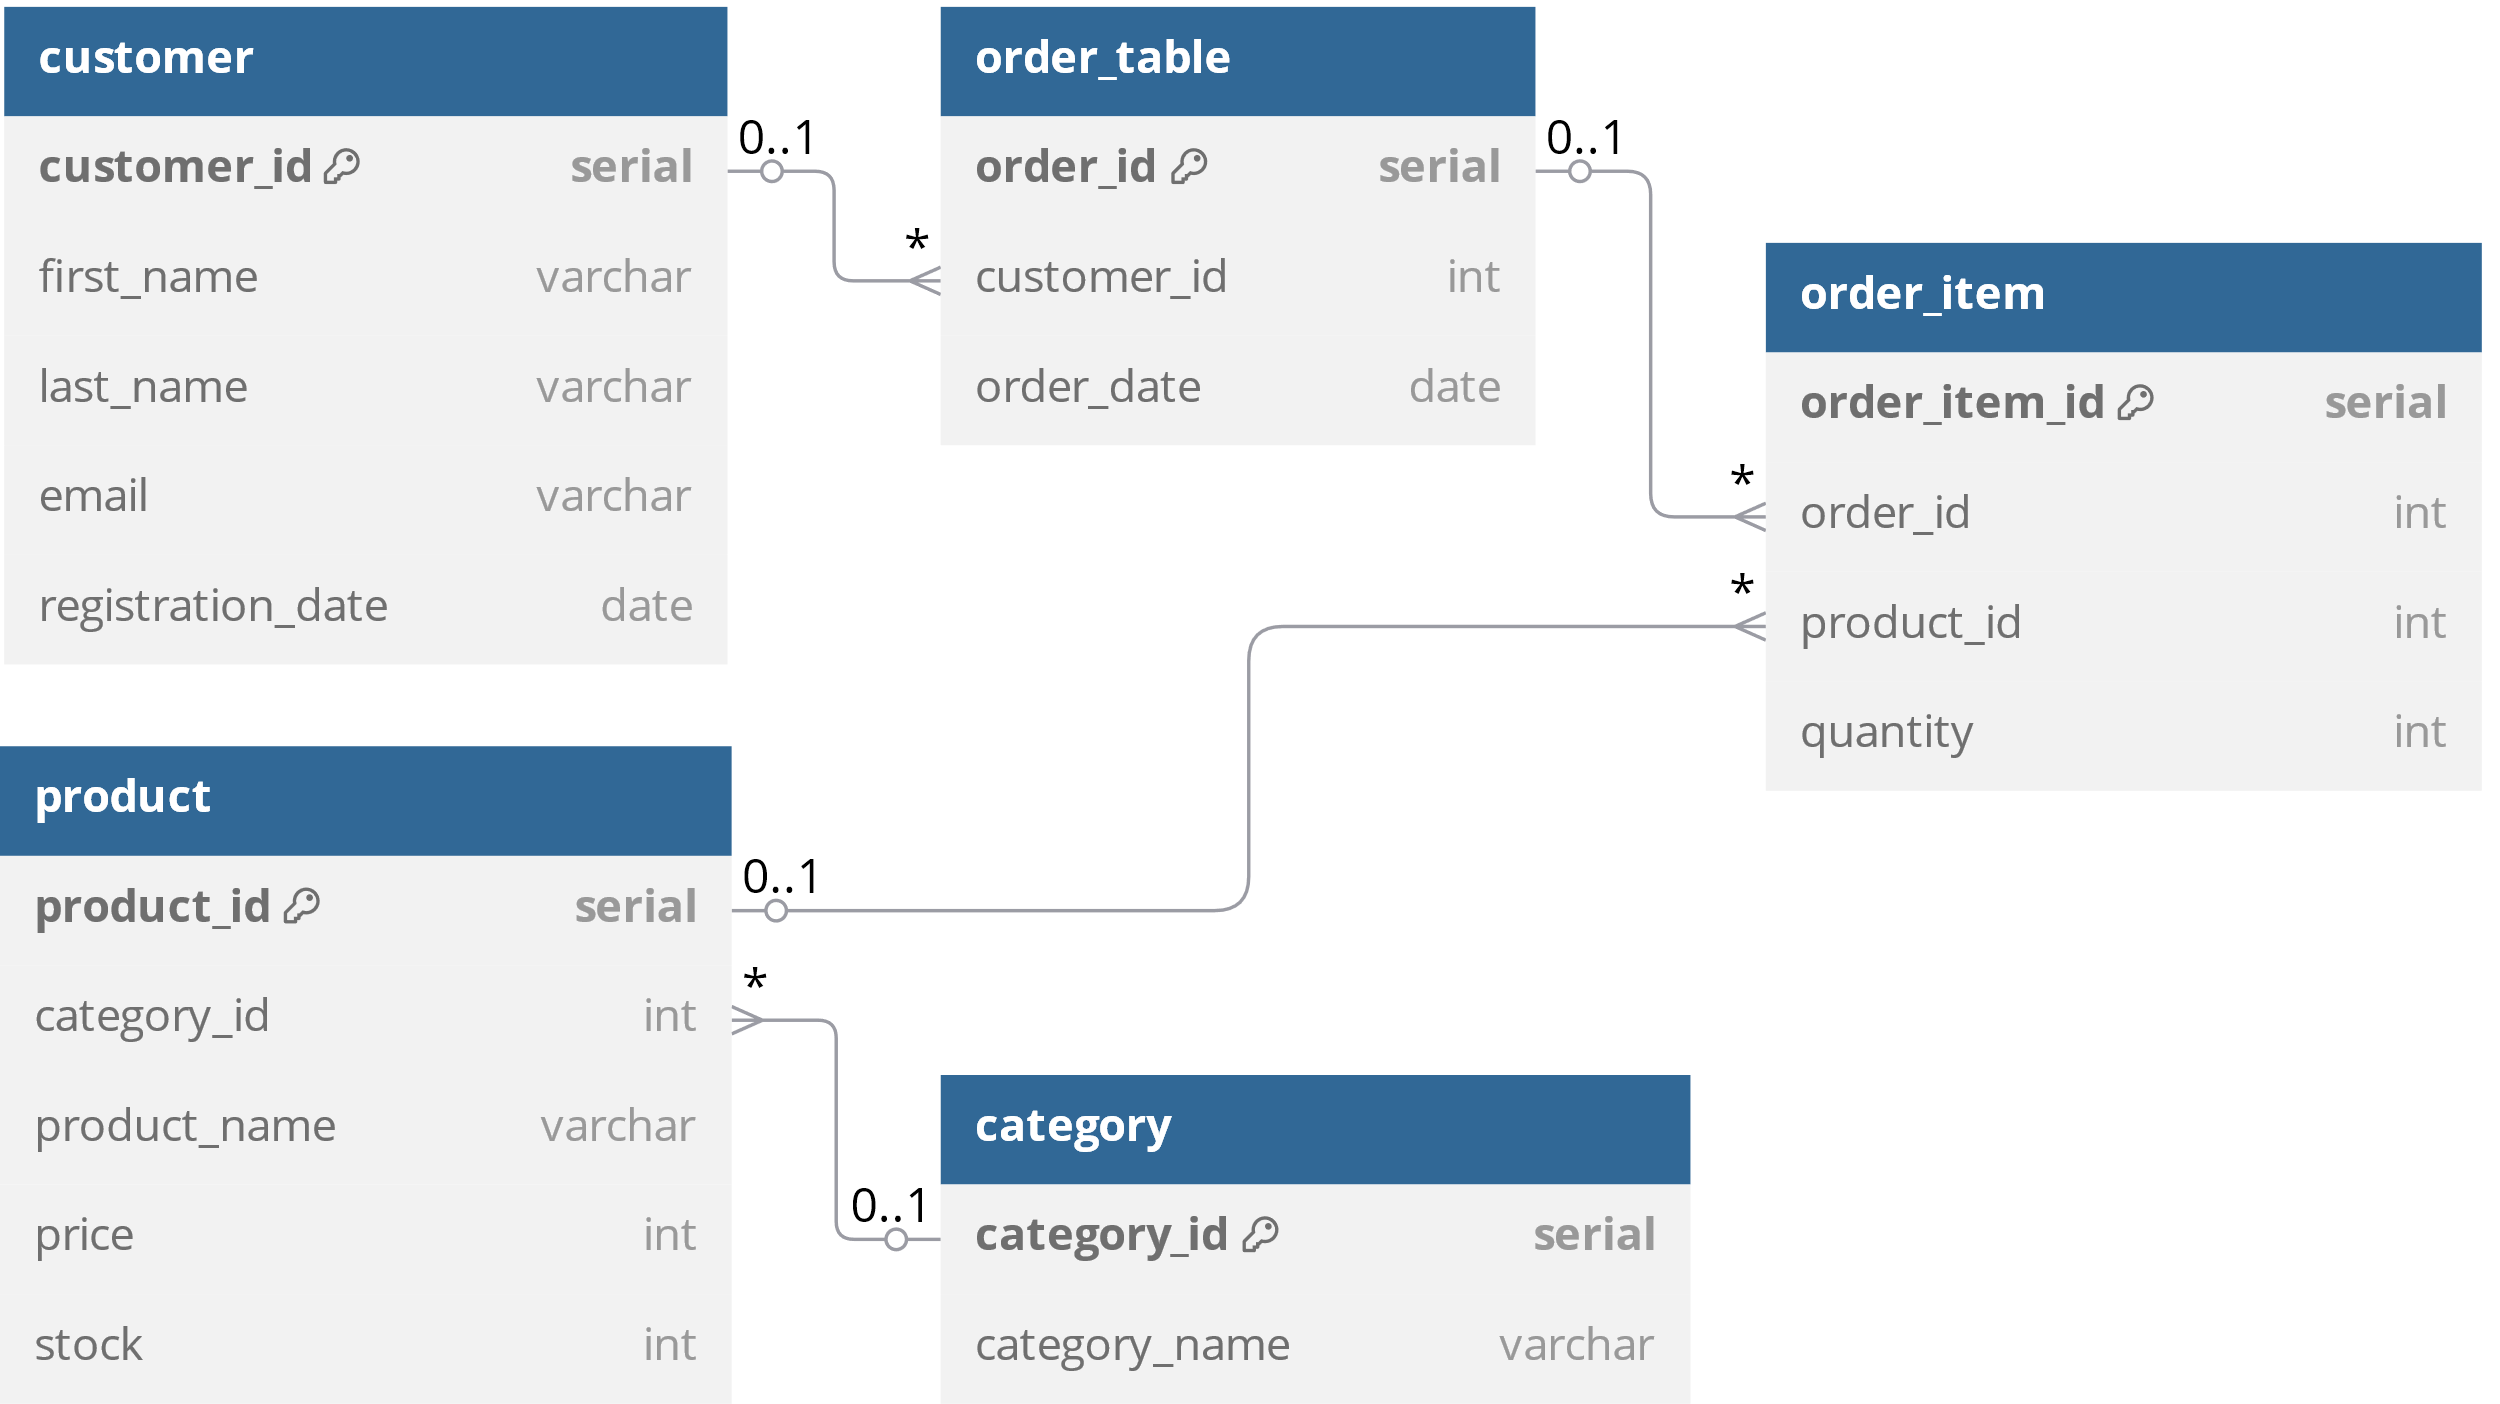 customer
customer_id serial
first_name varchar
last_name varchar
email varchar
registration_date date
0..1
*
order_table
order_id serial
customer_id int
order_date date
0..1
*
*
order_item
order_item_id serial
order_id int
product_id int
quantity int
product
product_id serial
category_id int
product_name varchar
price int
stock int
0..1
*
0..1
category
category_id serial
category_name varchar